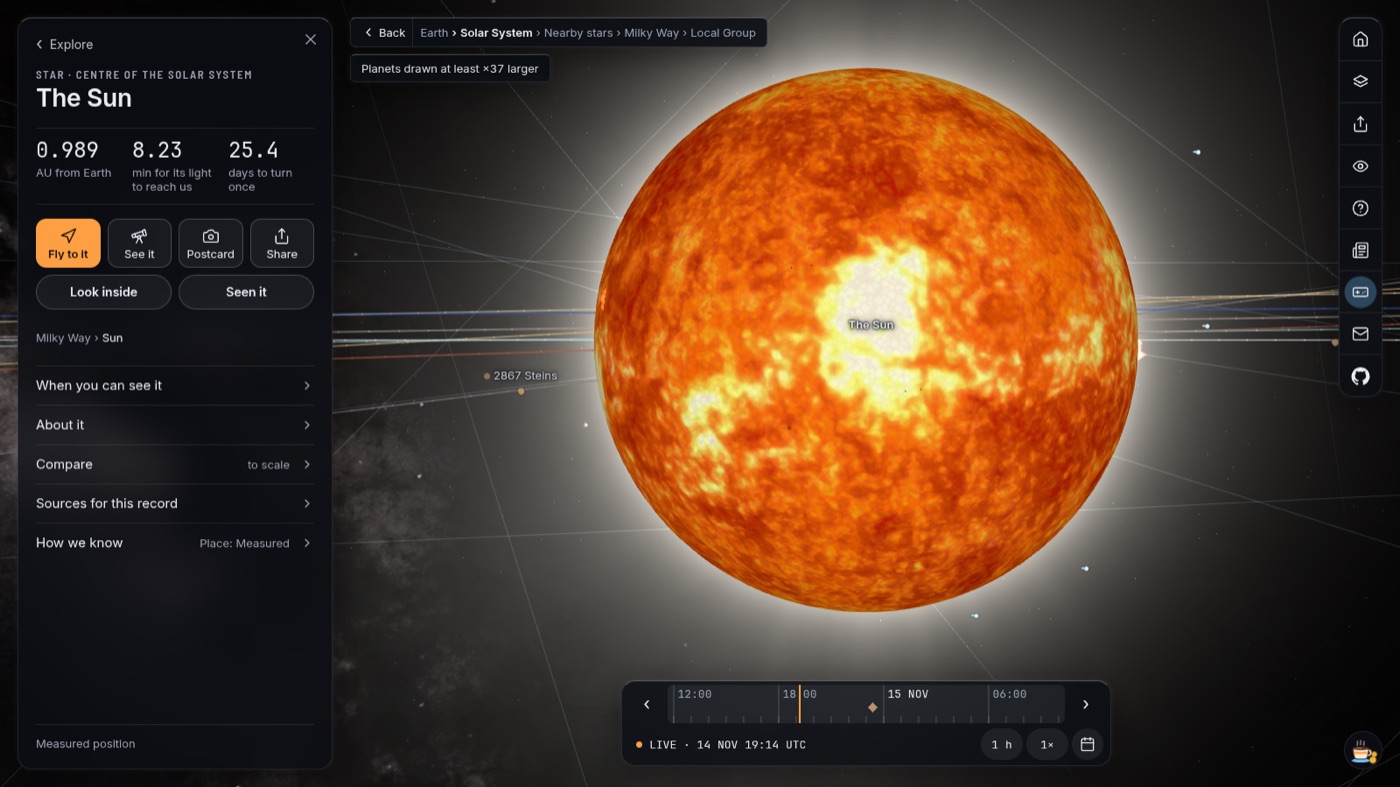 Explore
STAR · CENTRE OF THE SOLAR SYSTEM
The Sun
0.989
AU from Earth
8.23
min for its light
to reach us
25.4
days to turn
once
Fly to it
See it
Postcard
Share
Look inside
Seen it
Milky Way › Sun
When you can see it
About it
Compare
to scale
Sources for this record
How we know
Place: Measured
Measured position
Back
Earth › Solar System › Nearby stars › Milky Way › Local Group
Planets drawn at least ×37 larger
The Sun
2867 Steins
12:00
18:00
15 NOV
06:00
LIVE · 14 NOV 19:14 UTC
1 h
1×